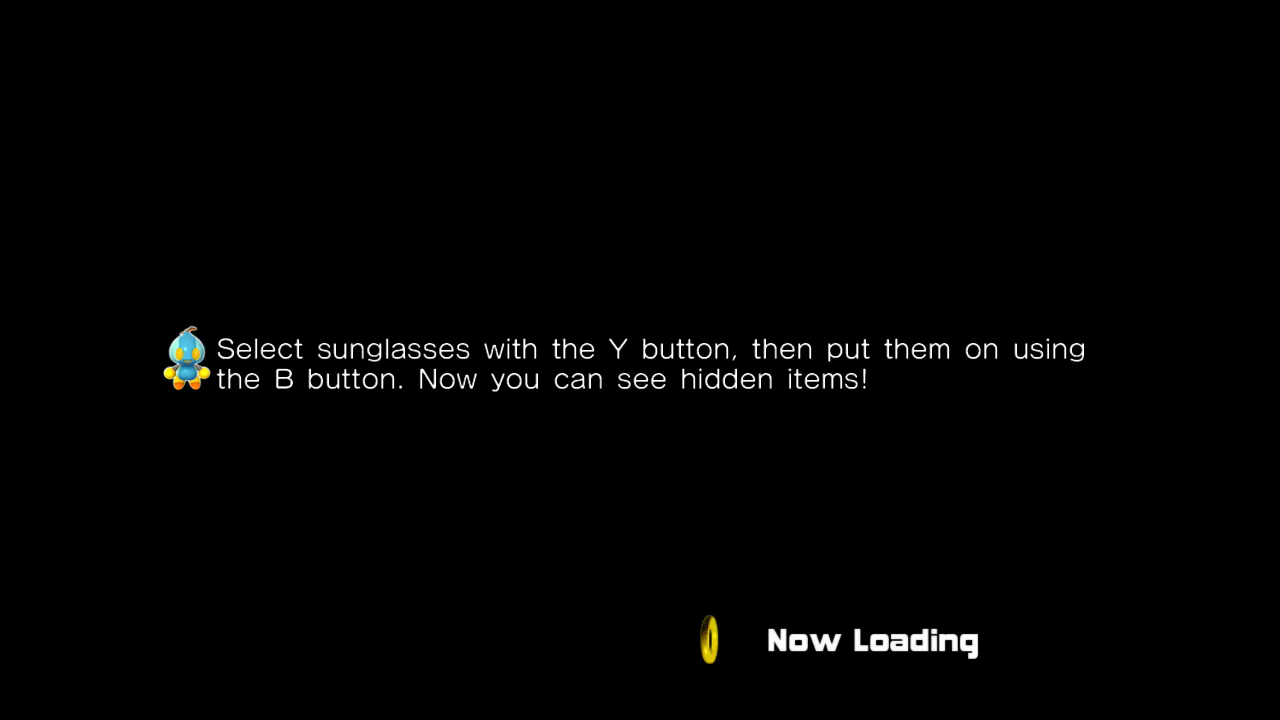 Select sunglasses with the Y button, then put them on using
the B button. Now you can see hidden items!
Now Loading